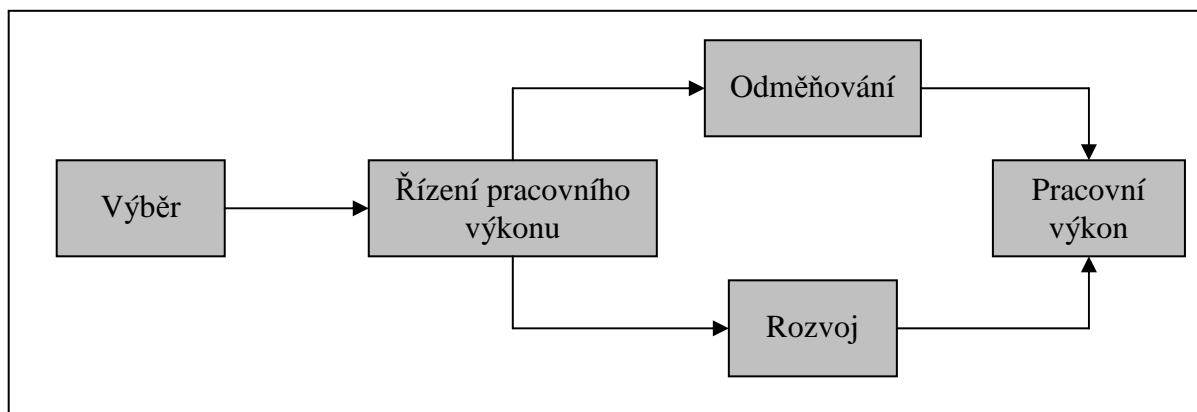 Odměňování
Výběr
Řízení pracovního
výkonu
Pracovní
výkon
Rozvoj